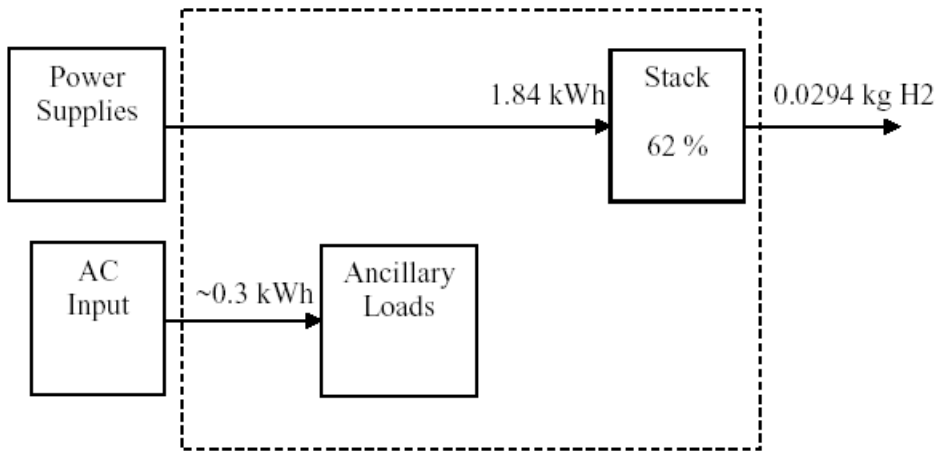 Power
Supplies
1.84 kWh
Stack
62 %
0.0294 kg H2
AC
Input
~0.3 kWh
Ancillary
Loads